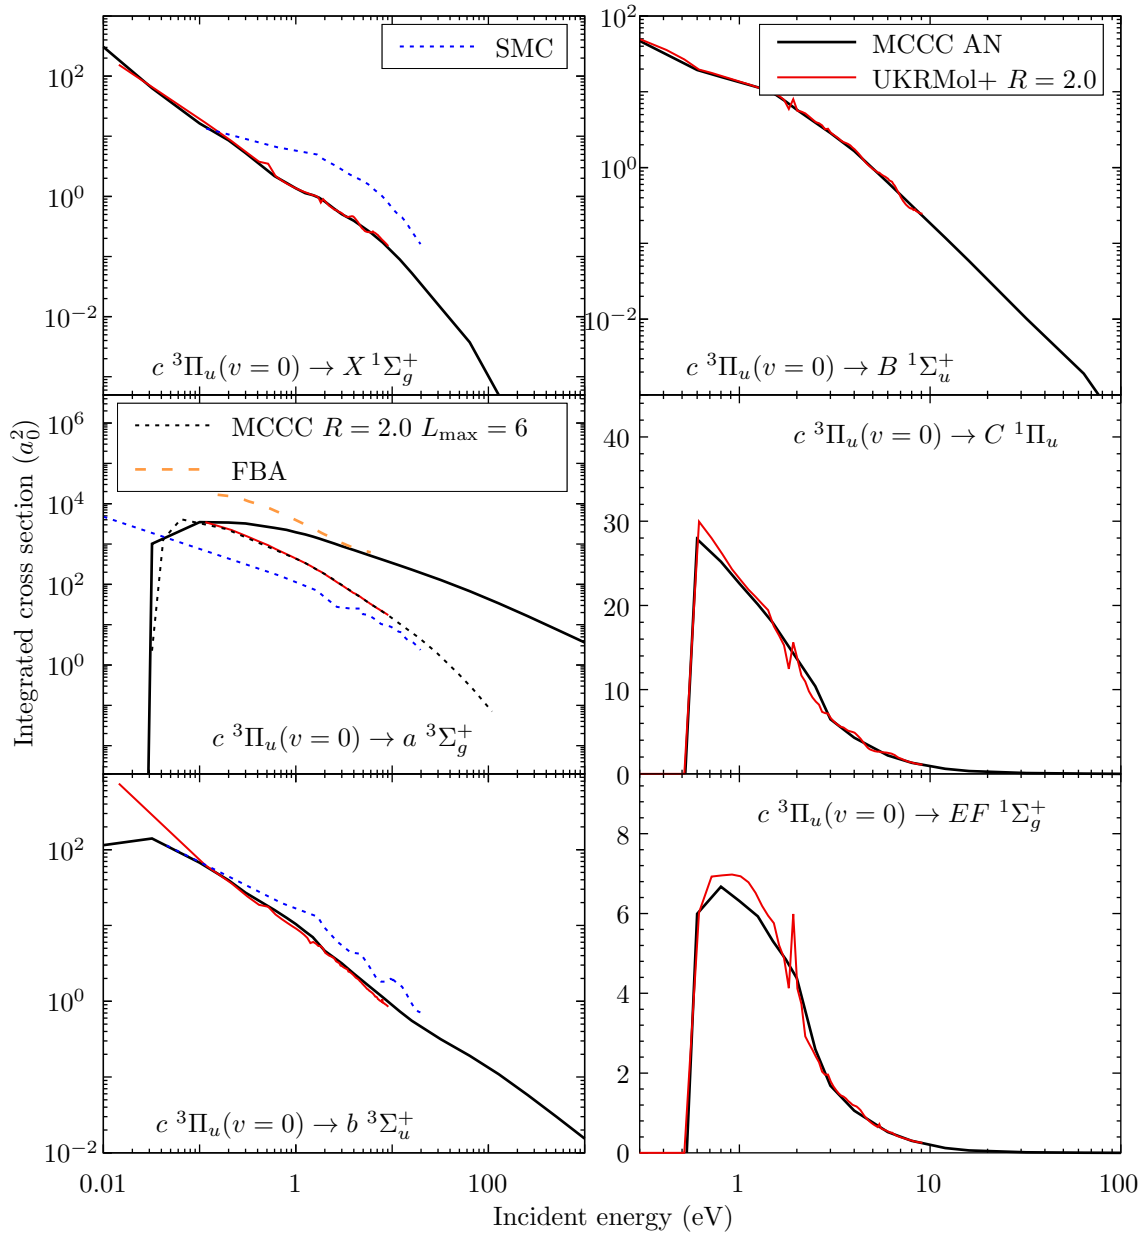 SMC
10^2
10^0
10^-2
c ^3Π_u(v = 0) → X ^1Σ_g^+
10^2
MCCC AN
UKRMol+ R = 2.0
10^0
10^-2
c ^3Π_u(v = 0) → B ^1Σ_u^+
Integrated cross section (a_0^2)
MCCC R = 2.0 L_max = 6
FBA
10^6
10^4
10^2
10^0
c ^3Π_u(v = 0) → a ^3Σ_g^+
c ^3Π_u(v = 0) → C ^1Π_u
40
30
20
10
0
10^2
10^0
10^-2
c ^3Π_u(v = 0) → b ^3Σ_u^+
0.01 1 100
c ^3Π_u(v = 0) → EF ^1Σ_g^+
8
6
4
2
0
1 10 100
Incident energy (eV)